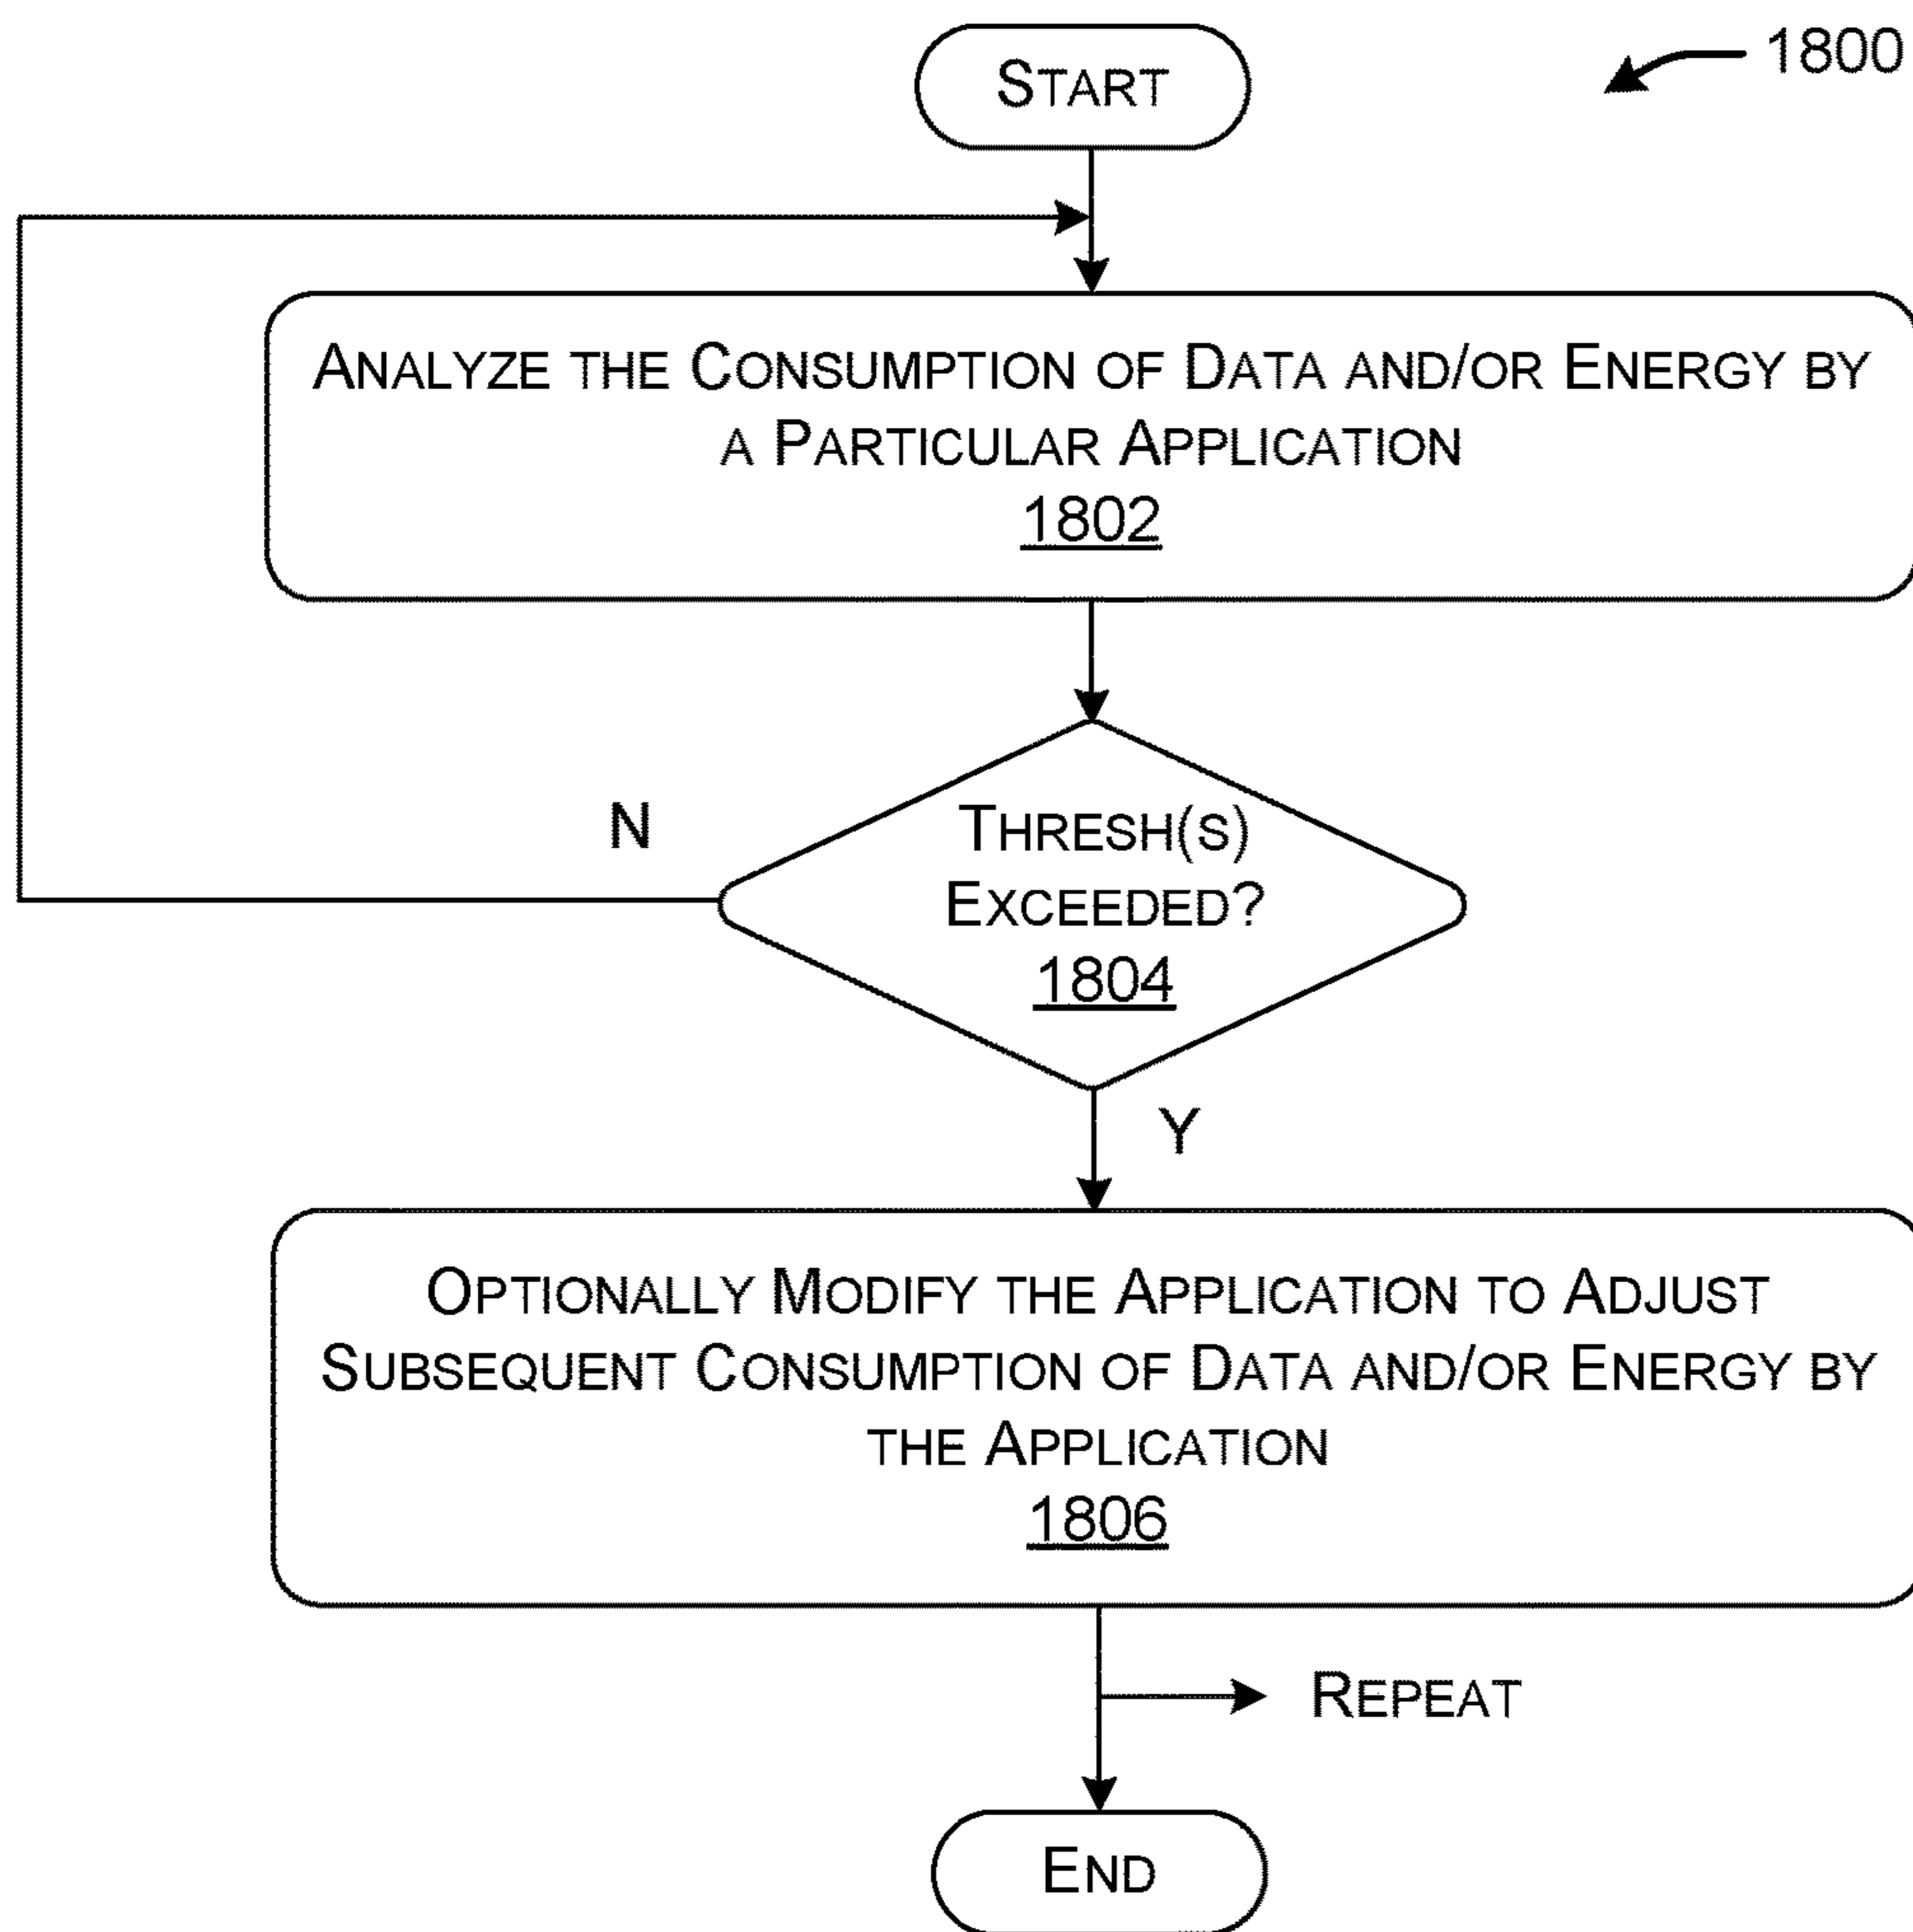 START
1800
ANALYZE THE CONSUMPTION OF DATA AND/OR ENERGY BY
A PARTICULAR APPLICATION
1802
N
THRESH(S)
EXCEEDED?
1804
Y
OPTIONALLY MODIFY THE APPLICATION TO ADJUST
SUBSEQUENT CONSUMPTION OF DATA AND/OR ENERGY BY
THE APPLICATION
1806
REPEAT
END